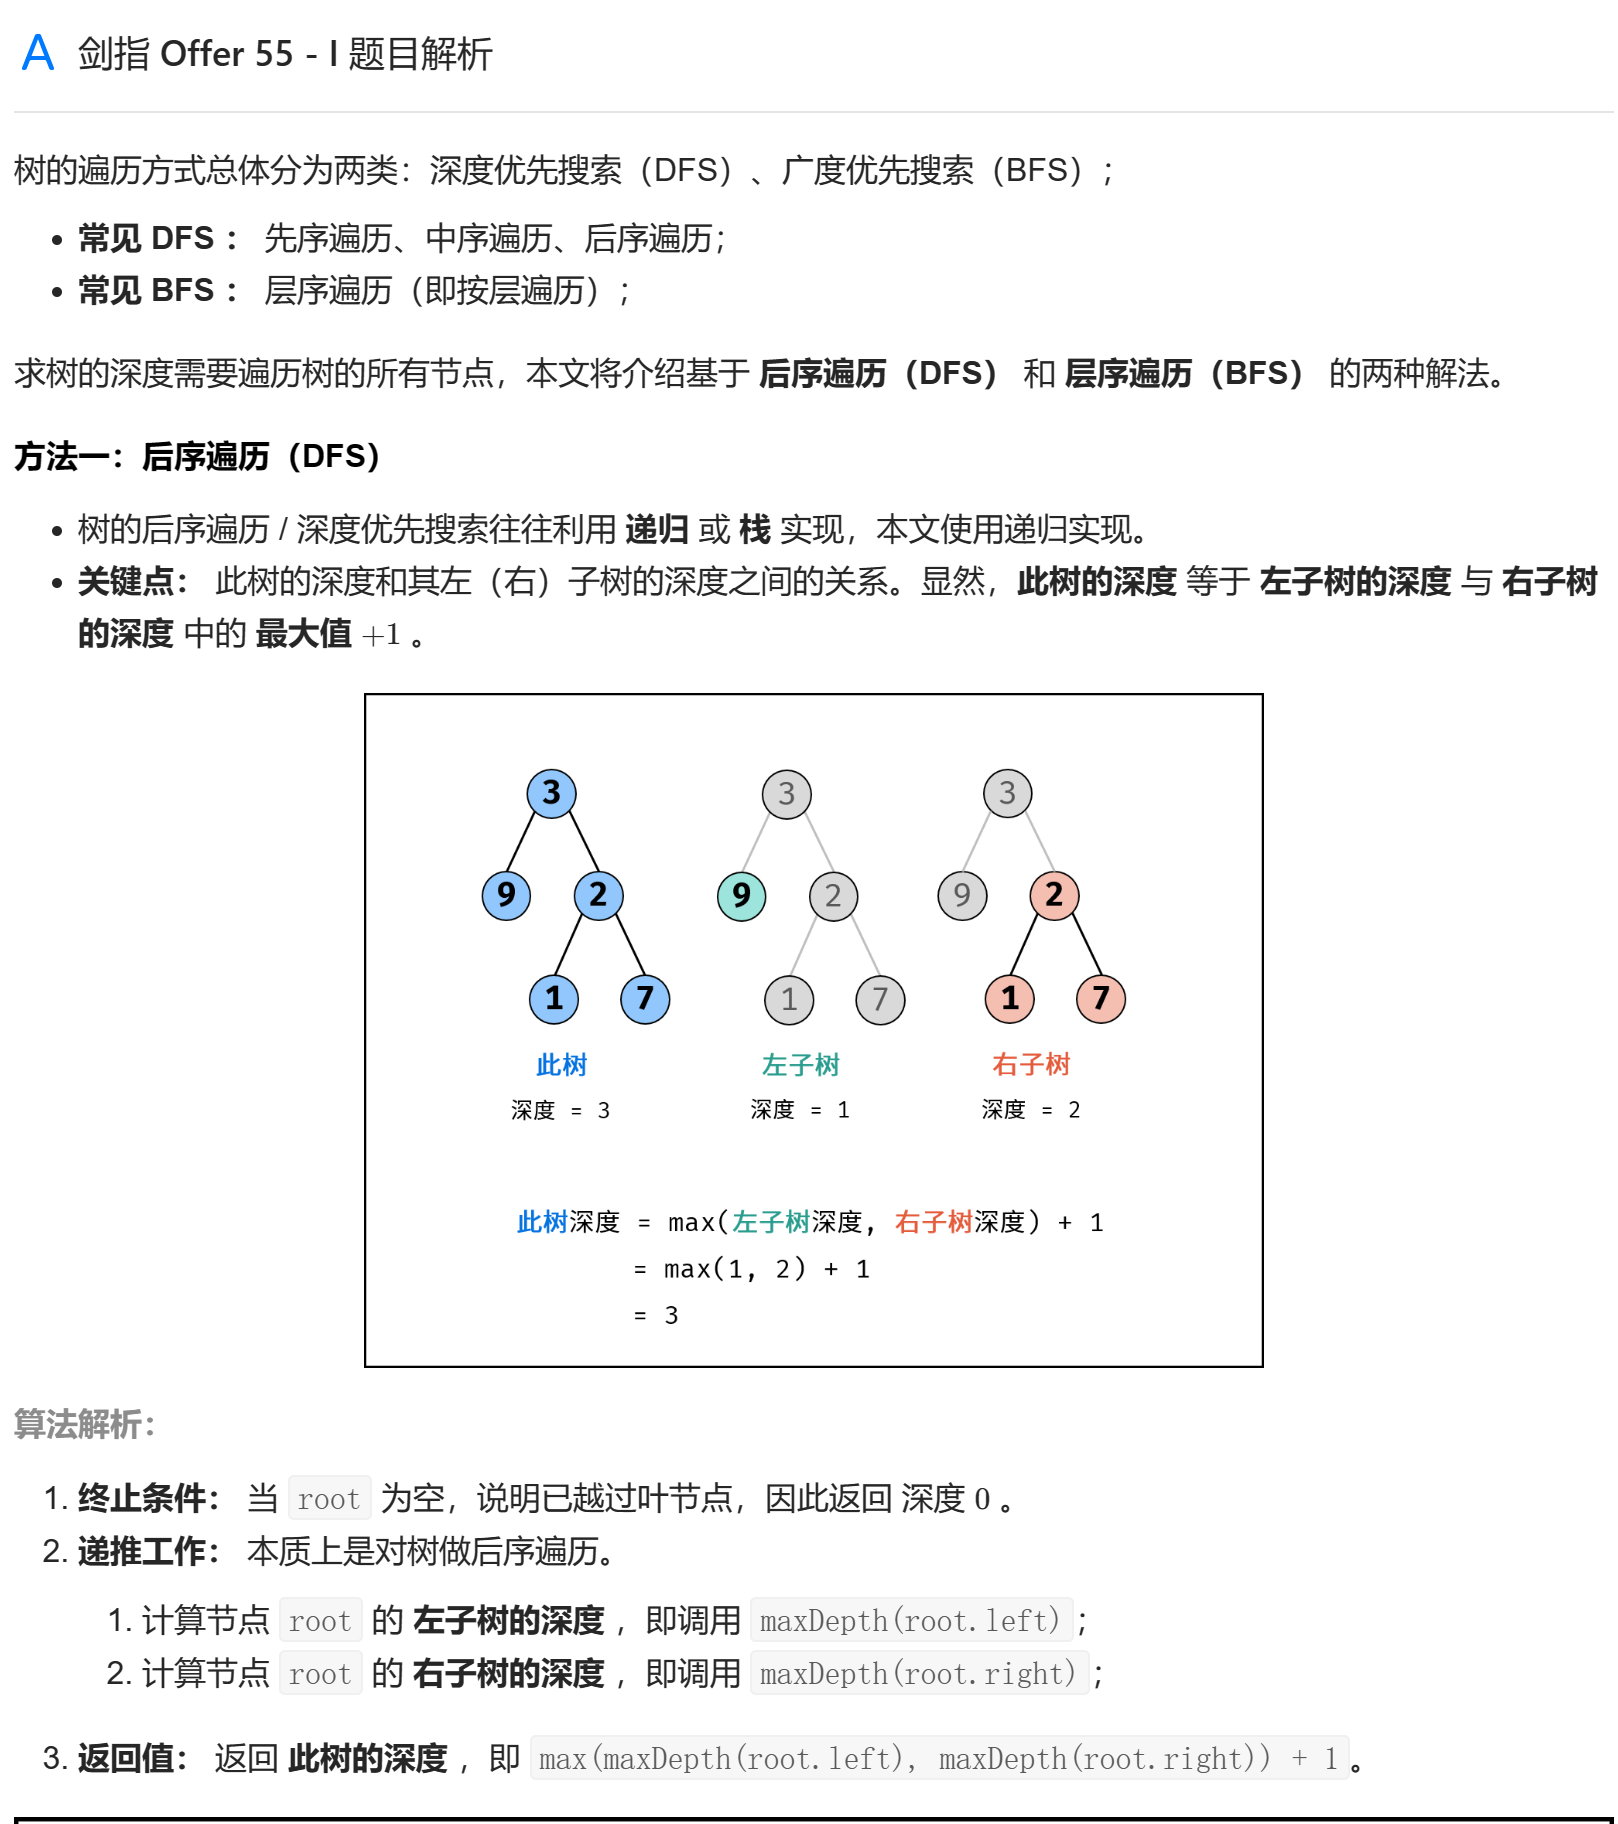 剑指 Offer 55 - I 题目解析
树的遍历方式总体分为两类：深度优先搜索（DFS）、广度优先搜索（BFS）；
• 常见 DFS ： 先序遍历、中序遍历、后序遍历；
• 常见 BFS ： 层序遍历（即按层遍历）；
求树的深度需要遍历树的所有节点，本文将介绍基于 后序遍历（DFS） 和 层序遍历（BFS） 的两种解法。
方法一：后序遍历（DFS）
• 树的后序遍历 / 深度优先搜索往往利用 递归 或 栈 实现，本文使用递归实现。
• 关键点： 此树的深度和其左（右）子树的深度之间的关系。显然，此树的深度 等于 左子树的深度 与 右子树
的深度 中的 最大值 +1 。
3 3 3
9 2 9 2 9 2
1 7 1 7 1 7
此树 左子树 右子树
深度 = 3 深度 = 1 深度 = 2
此树深度 = max(左子树深度, 右子树深度) + 1
= max(1, 2) + 1
= 3
算法解析：
1. 终止条件： 当 root 为空，说明已越过叶节点，因此返回 深度 0 。
2. 递推工作： 本质上是对树做后序遍历。
1. 计算节点 root 的 左子树的深度 ，即调用 maxDepth(root.left)；
2. 计算节点 root 的 右子树的深度 ，即调用 maxDepth(root.right)；
3. 返回值： 返回 此树的深度 ，即 max(maxDepth(root.left), maxDepth(root.right)) + 1。